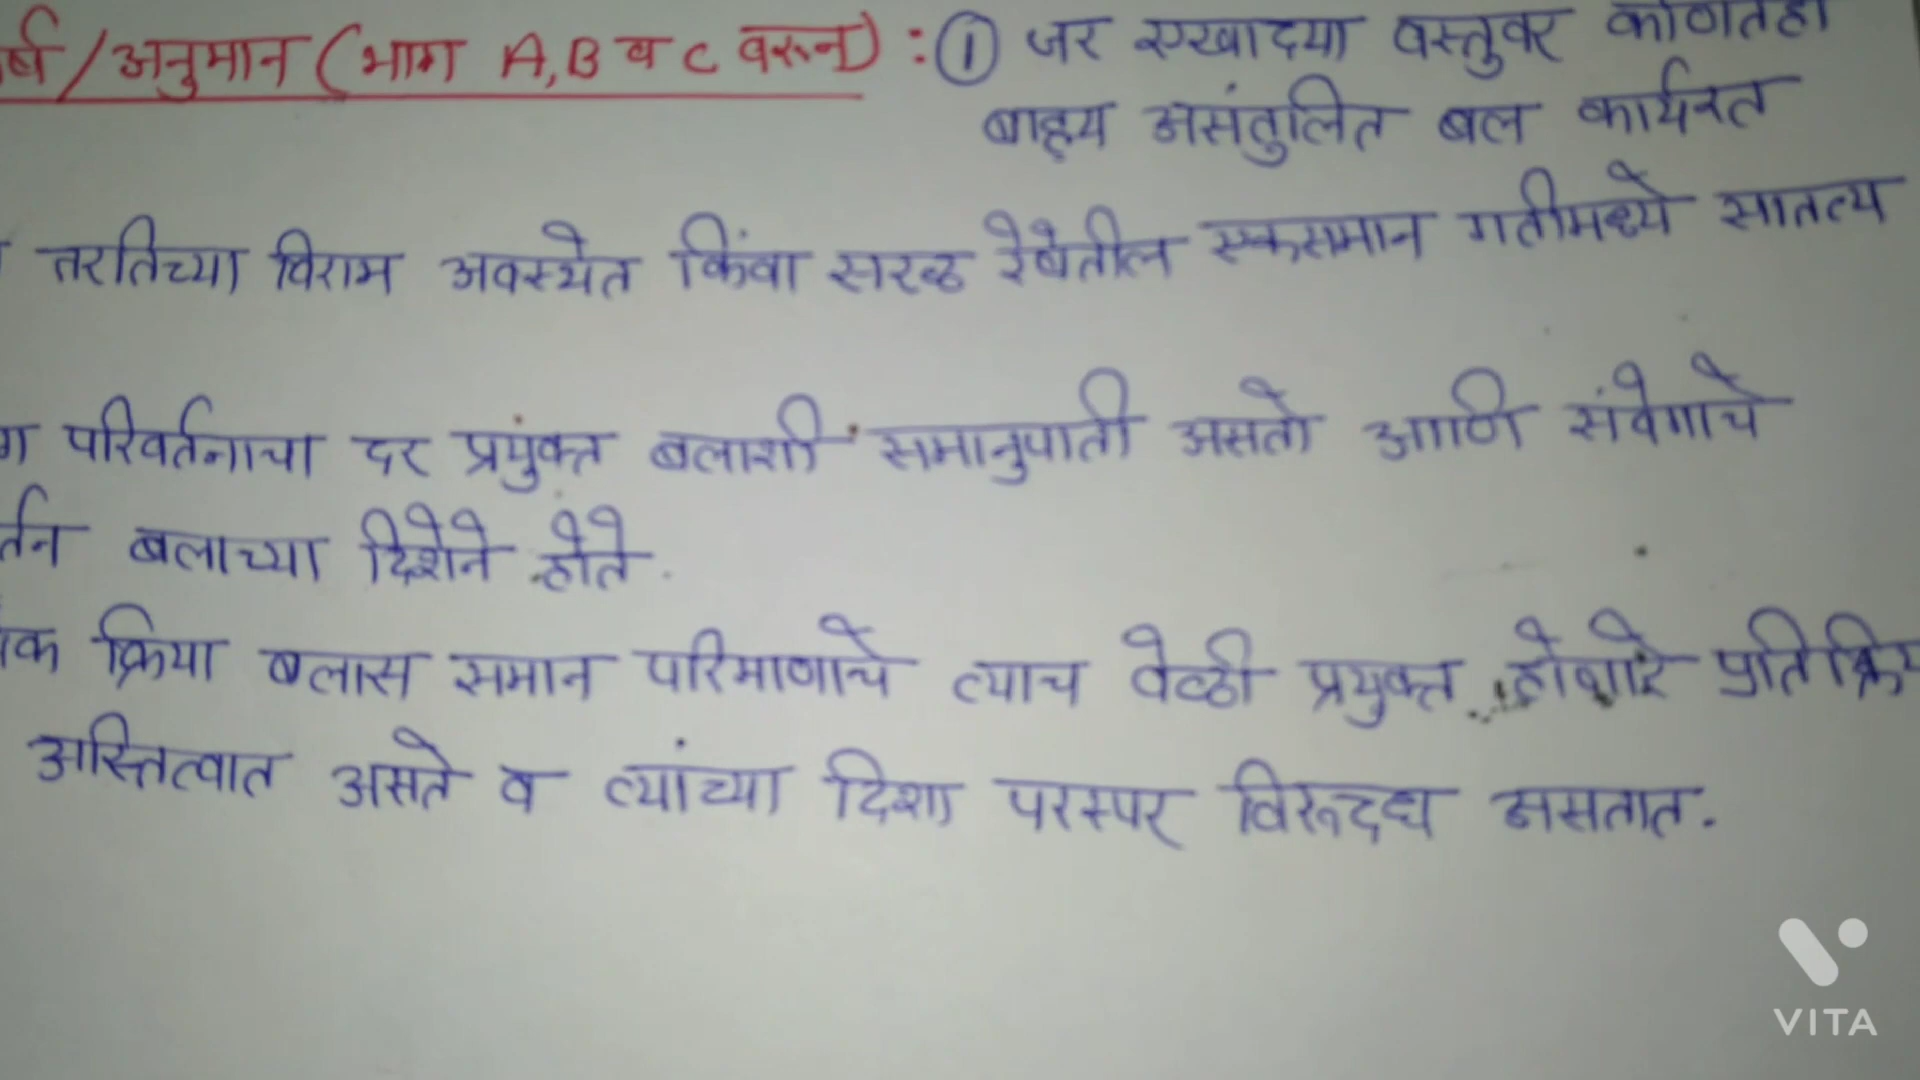 र्ष / अनुमान (भाग A, B व C वरून) : ① जर एखादया वस्तुवर कोणतेही
बाह्य असंतुलित बल कार्यरत
तरतिच्या विराम अवस्थेत किंवा सरळ रेषेतील एकसमान गतीमध्ये सातत्य
ग परिवर्तनाचा दर प्रयुंक्त बलाशी समानुपाती असतो आणि संवेगाचे
र्तन बलाच्या दिशेने होते.
क क्रिया बलास समान परिमाणाचे त्याच वेळी प्रयुक्त होणारे प्रतिक्रिय
अस्तित्वात असते व त्यांच्या दिशा परस्पर विरूद्ध असतात.
VITA